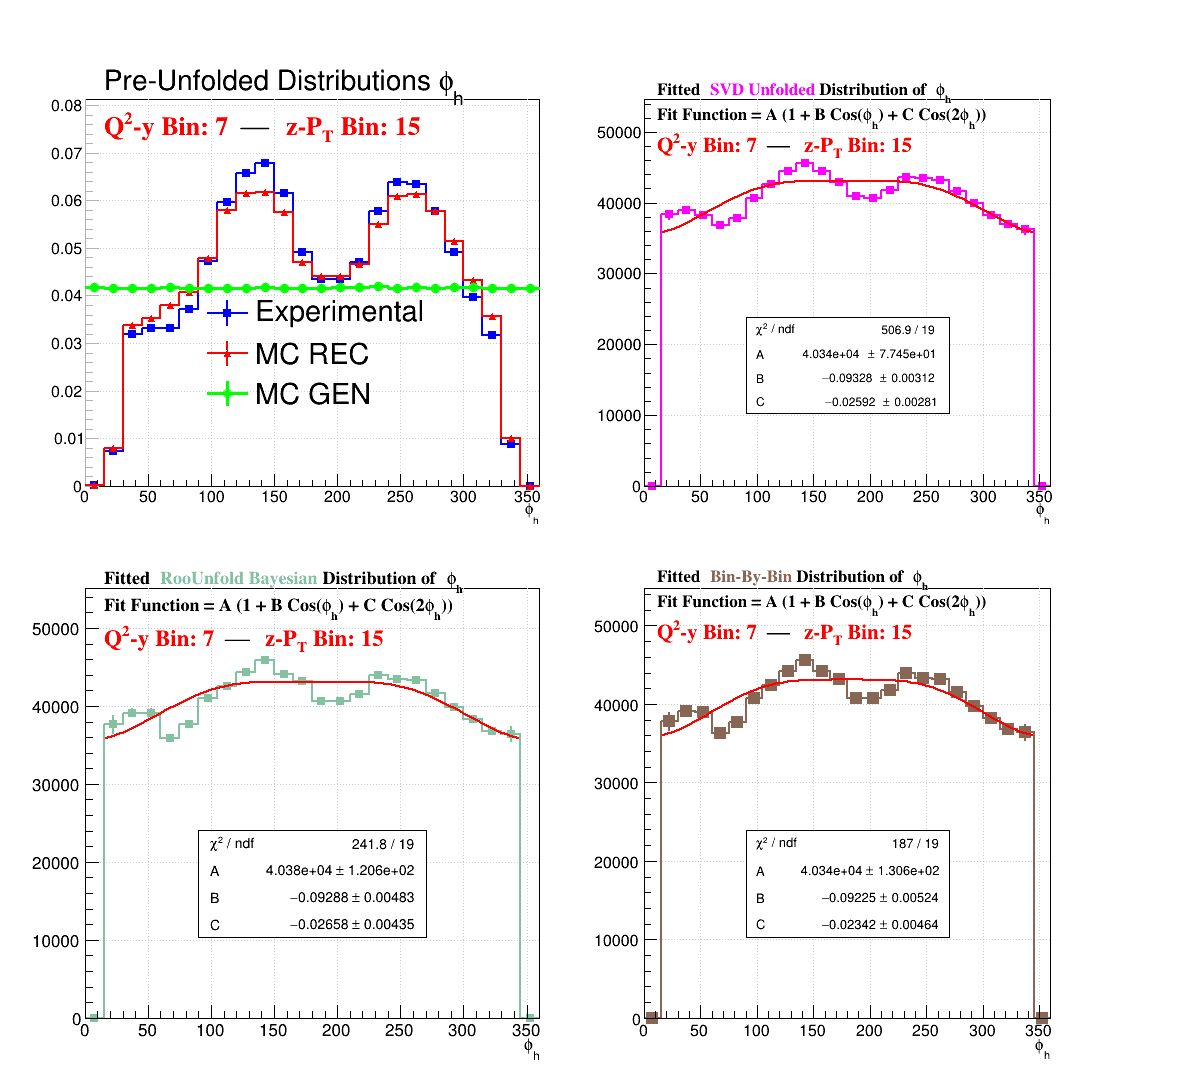 Pre-Unfolded Distributions ϕh
Q2-y Bin: 7 — z-PT Bin: 15
0.08
0.07
0.06
0.05
0.04
0.03
0.02
0.01
0
Experimental
MC REC
MC GEN
0 50 100 150 200 250 300 350
ϕh
Fitted SVD Unfolded Distribution of ϕh
Fit Function = A (1 + B Cos(ϕh) + C Cos(2ϕh))
Q2-y Bin: 7 — z-PT Bin: 15
50000
40000
30000
20000
10000
0
χ2 / ndf 506.9 / 19
A 4.034e+04 ± 7.745e+01
B −0.09328 ± 0.00312
C −0.02592 ± 0.00281
0 50 100 150 200 250 300 350
ϕh
Fitted RooUnfold Bayesian Distribution of ϕh
Fit Function = A (1 + B Cos(ϕh) + C Cos(2ϕh))
Q2-y Bin: 7 — z-PT Bin: 15
50000
40000
30000
20000
10000
0
χ2 / ndf 241.8 / 19
A 4.038e+04 ± 1.206e+02
B −0.09288 ± 0.00483
C −0.02658 ± 0.00435
0 50 100 150 200 250 300 350
ϕh
Fitted Bin-By-Bin Distribution of ϕh
Fit Function = A (1 + B Cos(ϕh) + C Cos(2ϕh))
Q2-y Bin: 7 — z-PT Bin: 15
50000
40000
30000
20000
10000
0
χ2 / ndf 187 / 19
A 4.034e+04 ± 1.306e+02
B −0.09225 ± 0.00524
C −0.02342 ± 0.00464
0 50 100 150 200 250 300 350
ϕh